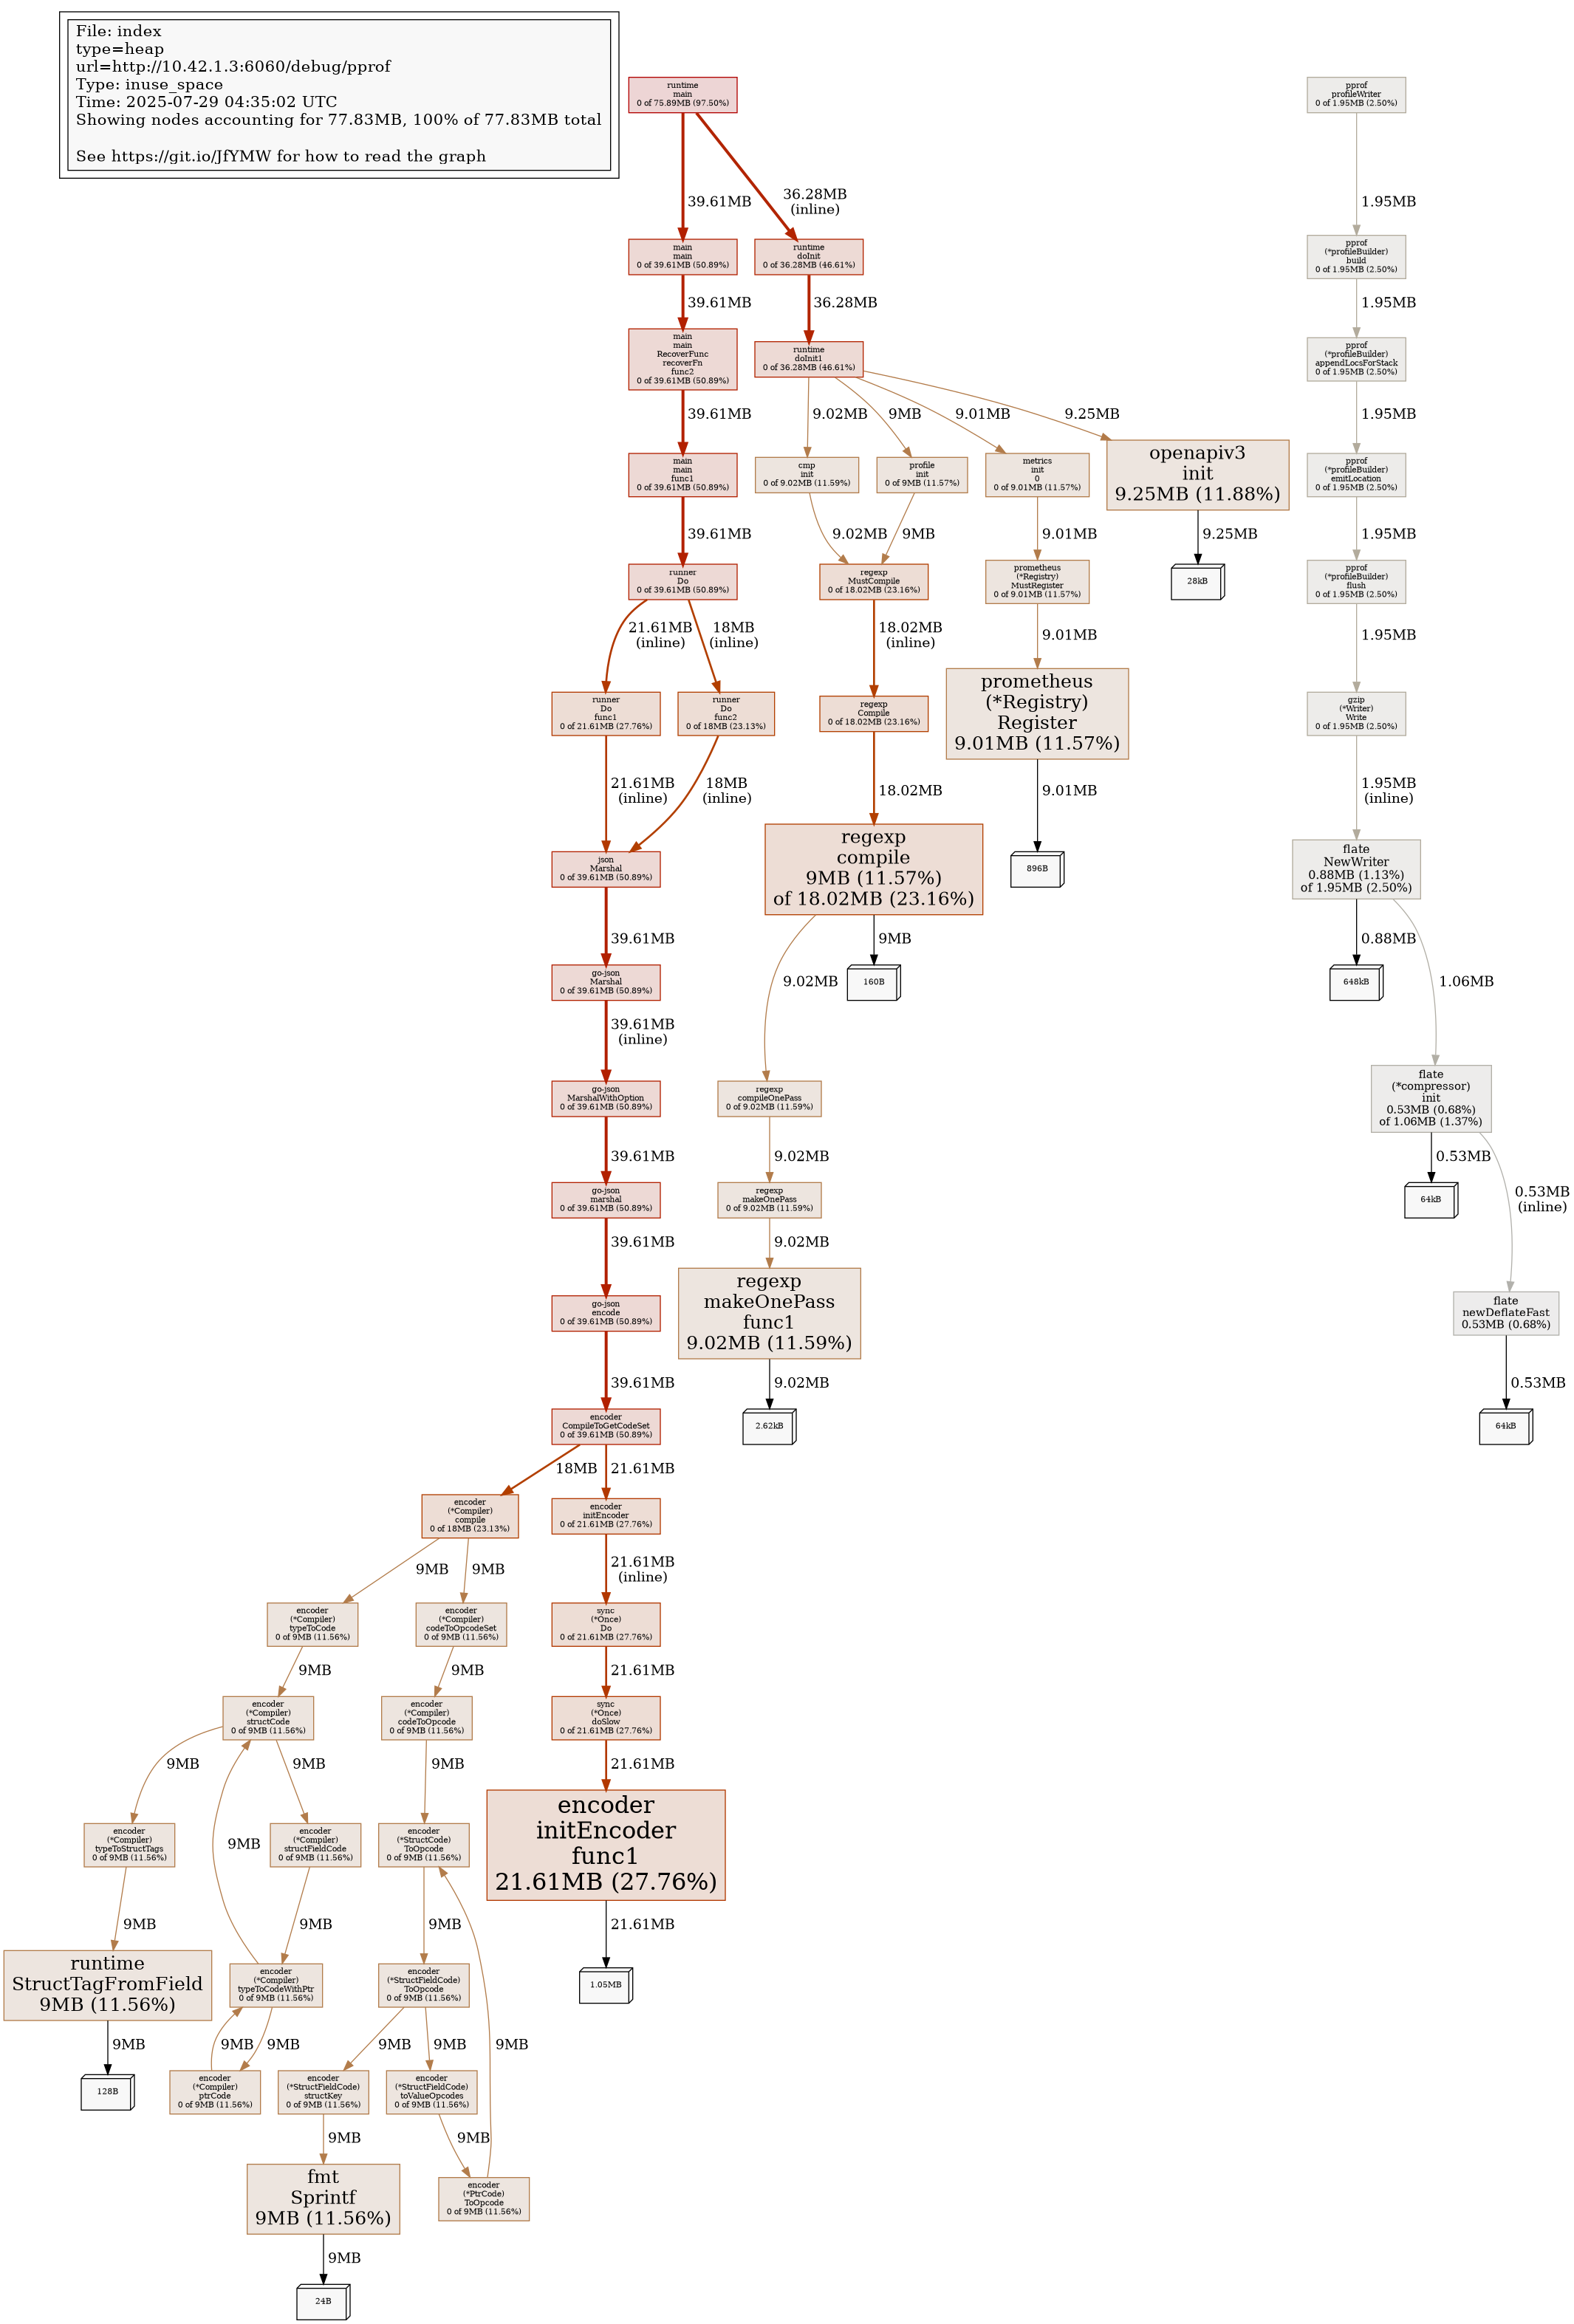 File: index
type=heap
url=http://10.42.1.3:6060/debug/pprof
Type: inuse_space
Time: 2025-07-29 04:35:02 UTC
Showing nodes accounting for 77.83MB, 100% of 77.83MB total
See https://git.io/JfYMW for how to read the graph
runtime
main
0 of 75.89MB (97.50%)
pprof
profileWriter
0 of 1.95MB (2.50%)
39.61MB
36.28MB
(inline)
1.95MB
main
main
0 of 39.61MB (50.89%)
runtime
doInit
0 of 36.28MB (46.61%)
pprof
(*profileBuilder)
build
0 of 1.95MB (2.50%)
39.61MB
36.28MB
1.95MB
main
main
RecoverFunc
recoverFn
func2
0 of 39.61MB (50.89%)
runtime
doInit1
0 of 36.28MB (46.61%)
pprof
(*profileBuilder)
appendLocsForStack
0 of 1.95MB (2.50%)
39.61MB
9.02MB
9MB
9.01MB
9.25MB
1.95MB
main
main
func1
0 of 39.61MB (50.89%)
cmp
init
0 of 9.02MB (11.59%)
profile
init
0 of 9MB (11.57%)
metrics
init
0
0 of 9.01MB (11.57%)
openapiv3
init
9.25MB (11.88%)
pprof
(*profileBuilder)
emitLocation
0 of 1.95MB (2.50%)
39.61MB
9.02MB
9MB
9.01MB
9.25MB
1.95MB
runner
Do
0 of 39.61MB (50.89%)
regexp
MustCompile
0 of 18.02MB (23.16%)
prometheus
(*Registry)
MustRegister
0 of 9.01MB (11.57%)
28kB
pprof
(*profileBuilder)
flush
0 of 1.95MB (2.50%)
21.61MB
(inline)
18MB
(inline)
18.02MB
(inline)
9.01MB
1.95MB
runner
Do
func1
0 of 21.61MB (27.76%)
runner
Do
func2
0 of 18MB (23.13%)
regexp
Compile
0 of 18.02MB (23.16%)
prometheus
(*Registry)
Register
9.01MB (11.57%)
gzip
(*Writer)
Write
0 of 1.95MB (2.50%)
21.61MB
(inline)
18MB
(inline)
18.02MB
9.01MB
1.95MB
(inline)
json
Marshal
0 of 39.61MB (50.89%)
regexp
compile
9MB (11.57%)
of 18.02MB (23.16%)
896B
flate
NewWriter
0.88MB (1.13%)
of 1.95MB (2.50%)
39.61MB
9.02MB
9MB
0.88MB
1.06MB
go-json
Marshal
0 of 39.61MB (50.89%)
160B
648kB
39.61MB
(inline)
go-json
MarshalWithOption
0 of 39.61MB (50.89%)
regexp
compileOnePass
0 of 9.02MB (11.59%)
flate
(*compressor)
init
0.53MB (0.68%)
of 1.06MB (1.37%)
39.61MB
9.02MB
0.53MB
0.53MB
(inline)
go-json
marshal
0 of 39.61MB (50.89%)
regexp
makeOnePass
0 of 9.02MB (11.59%)
64kB
39.61MB
9.02MB
go-json
encode
0 of 39.61MB (50.89%)
regexp
makeOnePass
func1
9.02MB (11.59%)
flate
newDeflateFast
0.53MB (0.68%)
39.61MB
9.02MB
0.53MB
encoder
CompileToGetCodeSet
0 of 39.61MB (50.89%)
2.62kB
64kB
18MB
21.61MB
encoder
(*Compiler)
compile
0 of 18MB (23.13%)
encoder
initEncoder
0 of 21.61MB (27.76%)
9MB
9MB
21.61MB
(inline)
encoder
(*Compiler)
typeToCode
0 of 9MB (11.56%)
encoder
(*Compiler)
codeToOpcodeSet
0 of 9MB (11.56%)
sync
(*Once)
Do
0 of 21.61MB (27.76%)
9MB
9MB
21.61MB
encoder
(*Compiler)
structCode
0 of 9MB (11.56%)
encoder
(*Compiler)
codeToOpcode
0 of 9MB (11.56%)
sync
(*Once)
doSlow
0 of 21.61MB (27.76%)
9MB
9MB
9MB
21.61MB
encoder
(*Compiler)
typeToStructTags
0 of 9MB (11.56%)
9MB
encoder
(*Compiler)
structFieldCode
0 of 9MB (11.56%)
encoder
(*StructCode)
ToOpcode
0 of 9MB (11.56%)
encoder
initEncoder
func1
21.61MB (27.76%)
9MB
9MB
9MB
21.61MB
runtime
StructTagFromField
9MB (11.56%)
encoder
(*Compiler)
typeToCodeWithPtr
0 of 9MB (11.56%)
encoder
(*StructFieldCode)
ToOpcode
0 of 9MB (11.56%)
1.05MB
9MB
9MB
9MB
9MB
9MB
9MB
128B
encoder
(*Compiler)
ptrCode
0 of 9MB (11.56%)
encoder
(*StructFieldCode)
structKey
0 of 9MB (11.56%)
encoder
(*StructFieldCode)
toValueOpcodes
0 of 9MB (11.56%)
9MB
9MB
fmt
Sprintf
9MB (11.56%)
encoder
(*PtrCode)
ToOpcode
0 of 9MB (11.56%)
9MB
24B